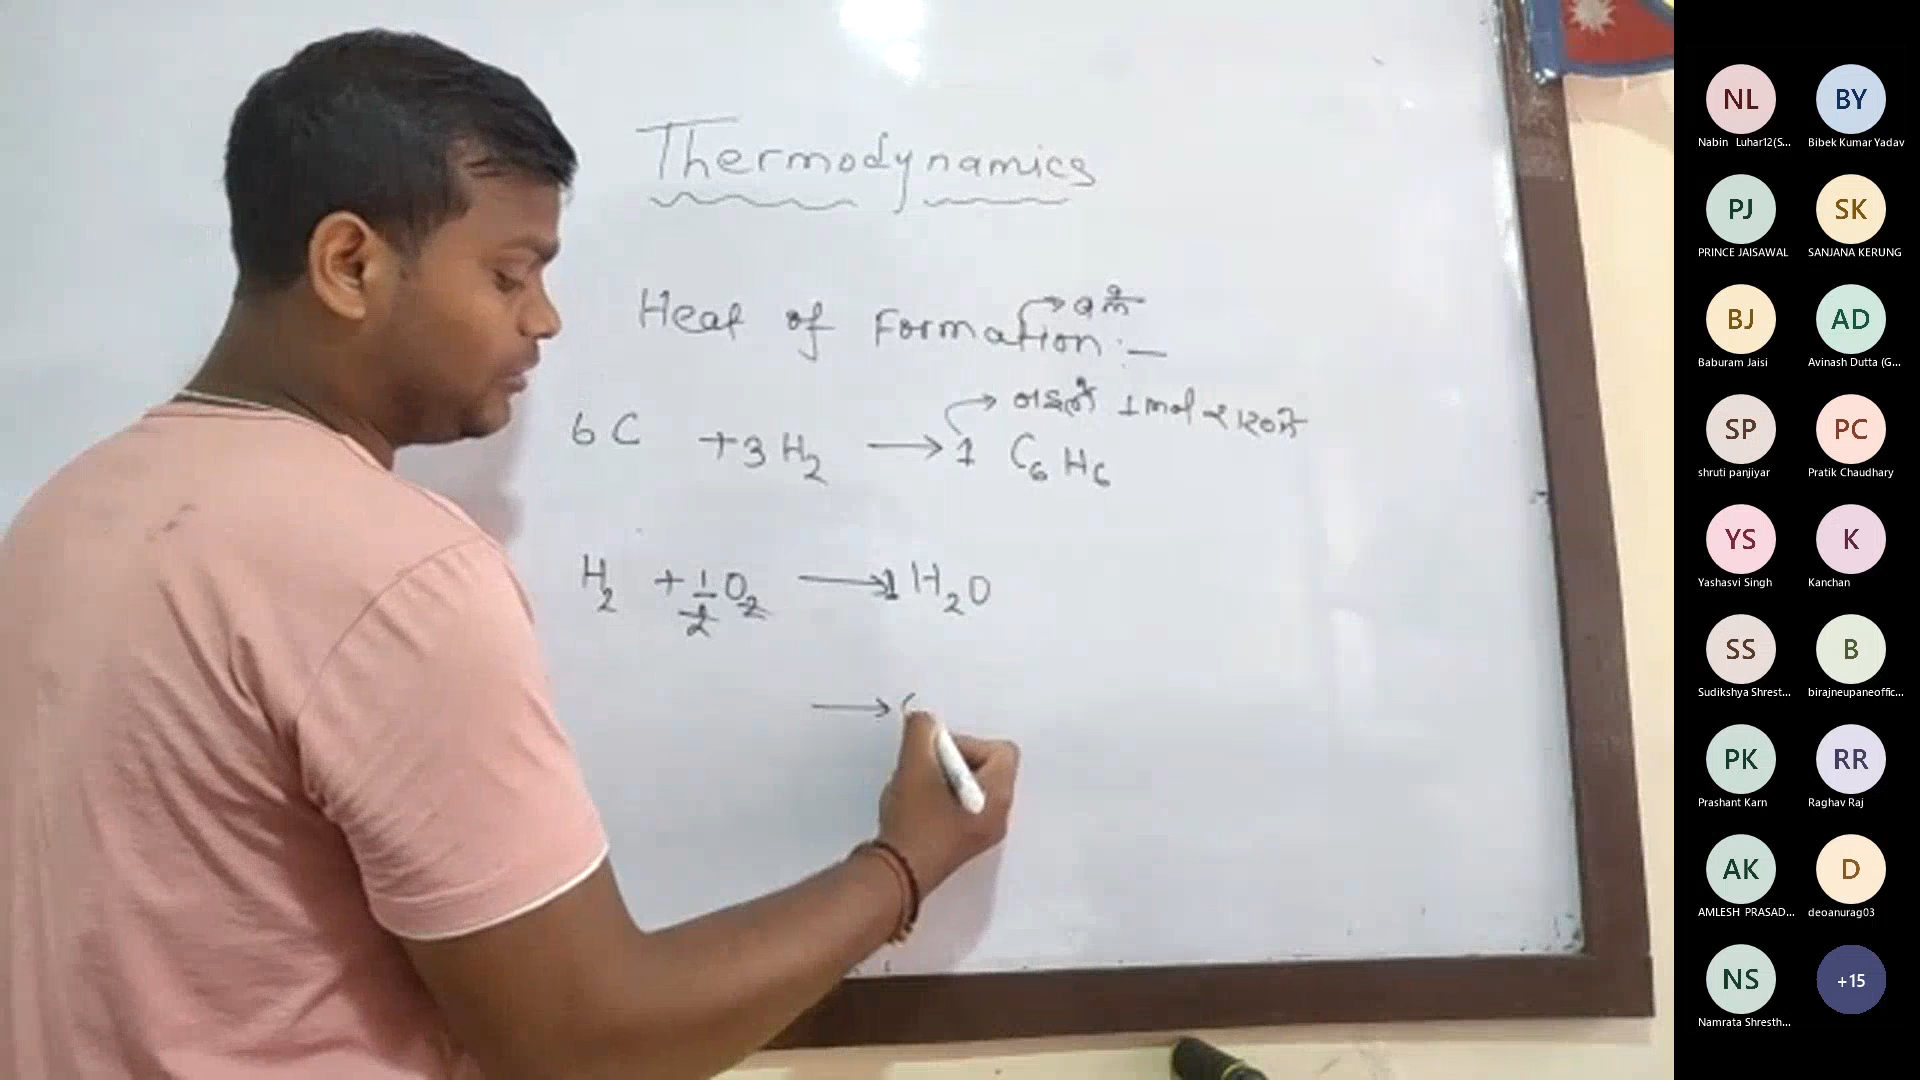 Thermodynamics
Heat of Formation:—
6C + 3H₂ → 1 C₆H₆
1 mol
H₂ + 1/2 O₂ → 1 H₂O
→
NL
Nabin Luhar12(S...
BY
Bibek Kumar Yadav
PJ
PRINCE JAISAWAL
SK
SANJANA KERUNG
BJ
Baburam Jaisi
AD
Avinash Dutta (G...
SP
shruti panjiyar
PC
Pratik Chaudhary
YS
Yashasvi Singh
K
Kanchan
SS
Sudikshya Shrest...
B
birajneupaneoffic...
PK
Prashant Karn
RR
Raghav Raj
AK
AMLESH PRASAD...
D
deoanurag03
NS
Namrata Shresth...
+15